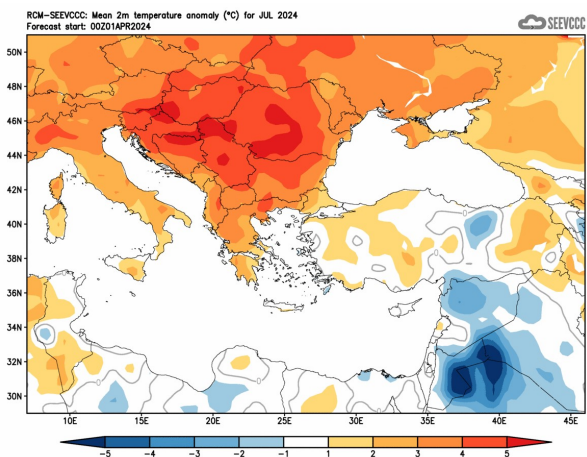 RCM-SEEVCCC: Mean 2m temperature anomaly (°C) for JUL 2024
Forecast start: 00Z01APR2024
SEEVCCC
50N
48N
46N
44N
42N
40N
38N
36N
34N
32N
30N
10E 15E 20E 25E 30E 35E 40E 45E
-5 -4 -3 -2 -1 1 2 3 4 5